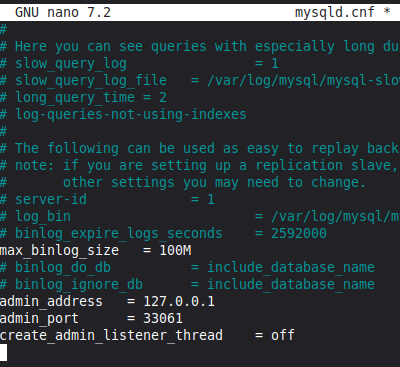 GNU nano 7.2 mysqld.cnf *
#
# Here you can see queries with especially long du
# slow_query_log = 1
# slow_query_log_file = /var/log/mysql/mysql-slo
# long_query_time = 2
# log-queries-not-using-indexes
#
# The following can be used as easy to replay back
# note: if you are setting up a replication slave,
# other settings you may need to change.
# server-id = 1
# log_bin = /var/log/mysql/m
# binlog_expire_logs_seconds = 2592000
max_binlog_size = 100M
# binlog_do_db = include_database_name
# binlog_ignore_db = include_database_name
admin_address = 127.0.0.1
admin_port = 33061
create_admin_listener_thread = off